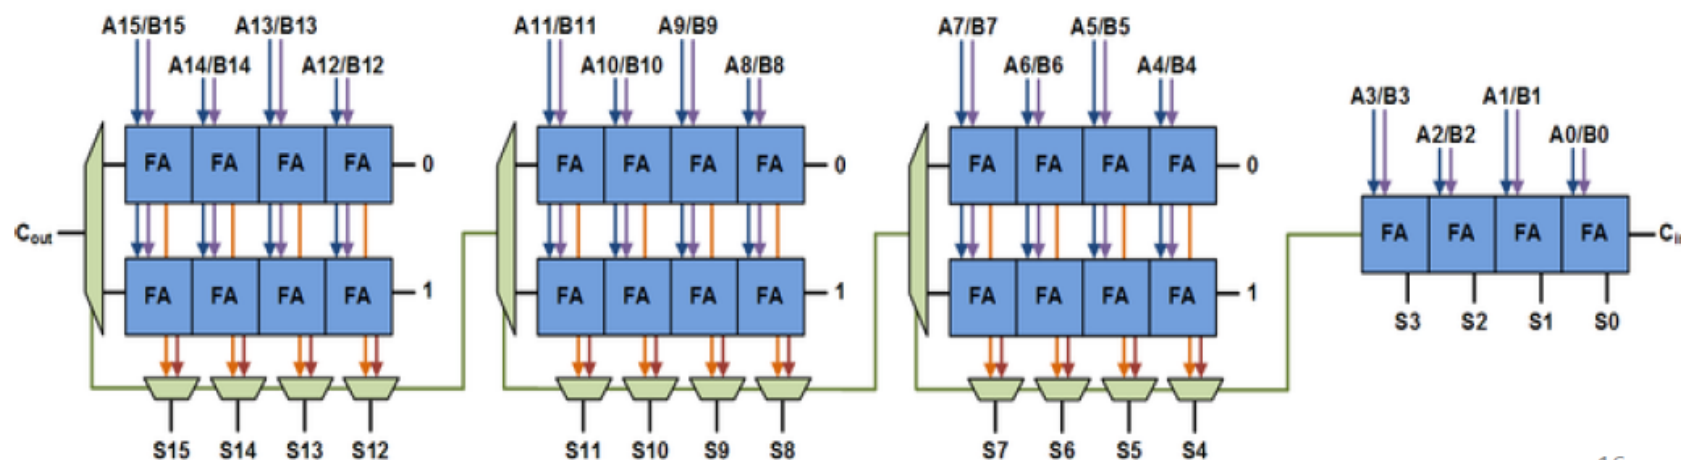 A15/B15 A13/B13 A11/B11 A9/B9 A7/B7 A5/B5
A14/B14 A12/B12 A10/B10 A8/B8 A6/B6 A4/B4
A3/B3 A1/B1
A2/B2 A0/B0
FA FA FA FA 0 FA FA FA FA 0 FA FA FA FA 0
Cout FA FA FA FA
FA FA FA FA 1 FA FA FA FA 1 FA FA FA FA 1
S3 S2 S1 S0
S15 S14 S13 S12 S11 S10 S9 S8 S7 S6 S5 S4